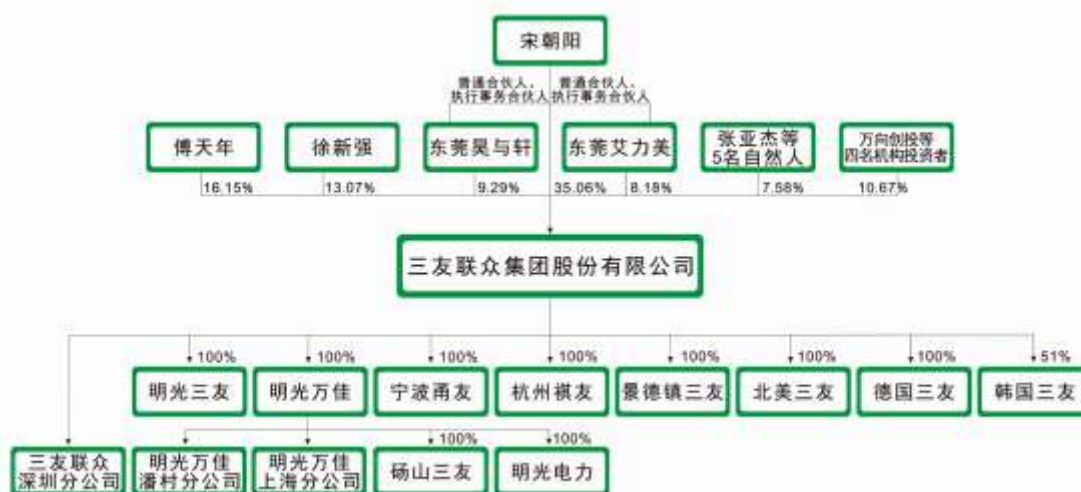 宋朝阳
普通合伙人、
执行事务合伙人
普通合伙人、
执行事务合伙人
傅天年
徐新强
东莞昊与轩
东莞艾力美
张亚杰等
5名自然人
万向创投等
四名机构投资者
16.15%
13.07%
9.29%
35.06%
8.19%
7.58%
10.67%
三友联众集团股份有限公司
100%
100%
100%
100%
100%
100%
100%
51%
明光三友
明光万佳
宁波甬友
杭州祺友
景德镇三友
北美三友
德国三友
韩国三友
100%
100%
三友联众
深圳分公司
明光万佳
潘村分公司
明光万佳
上海分公司
砀山三友
明光电力